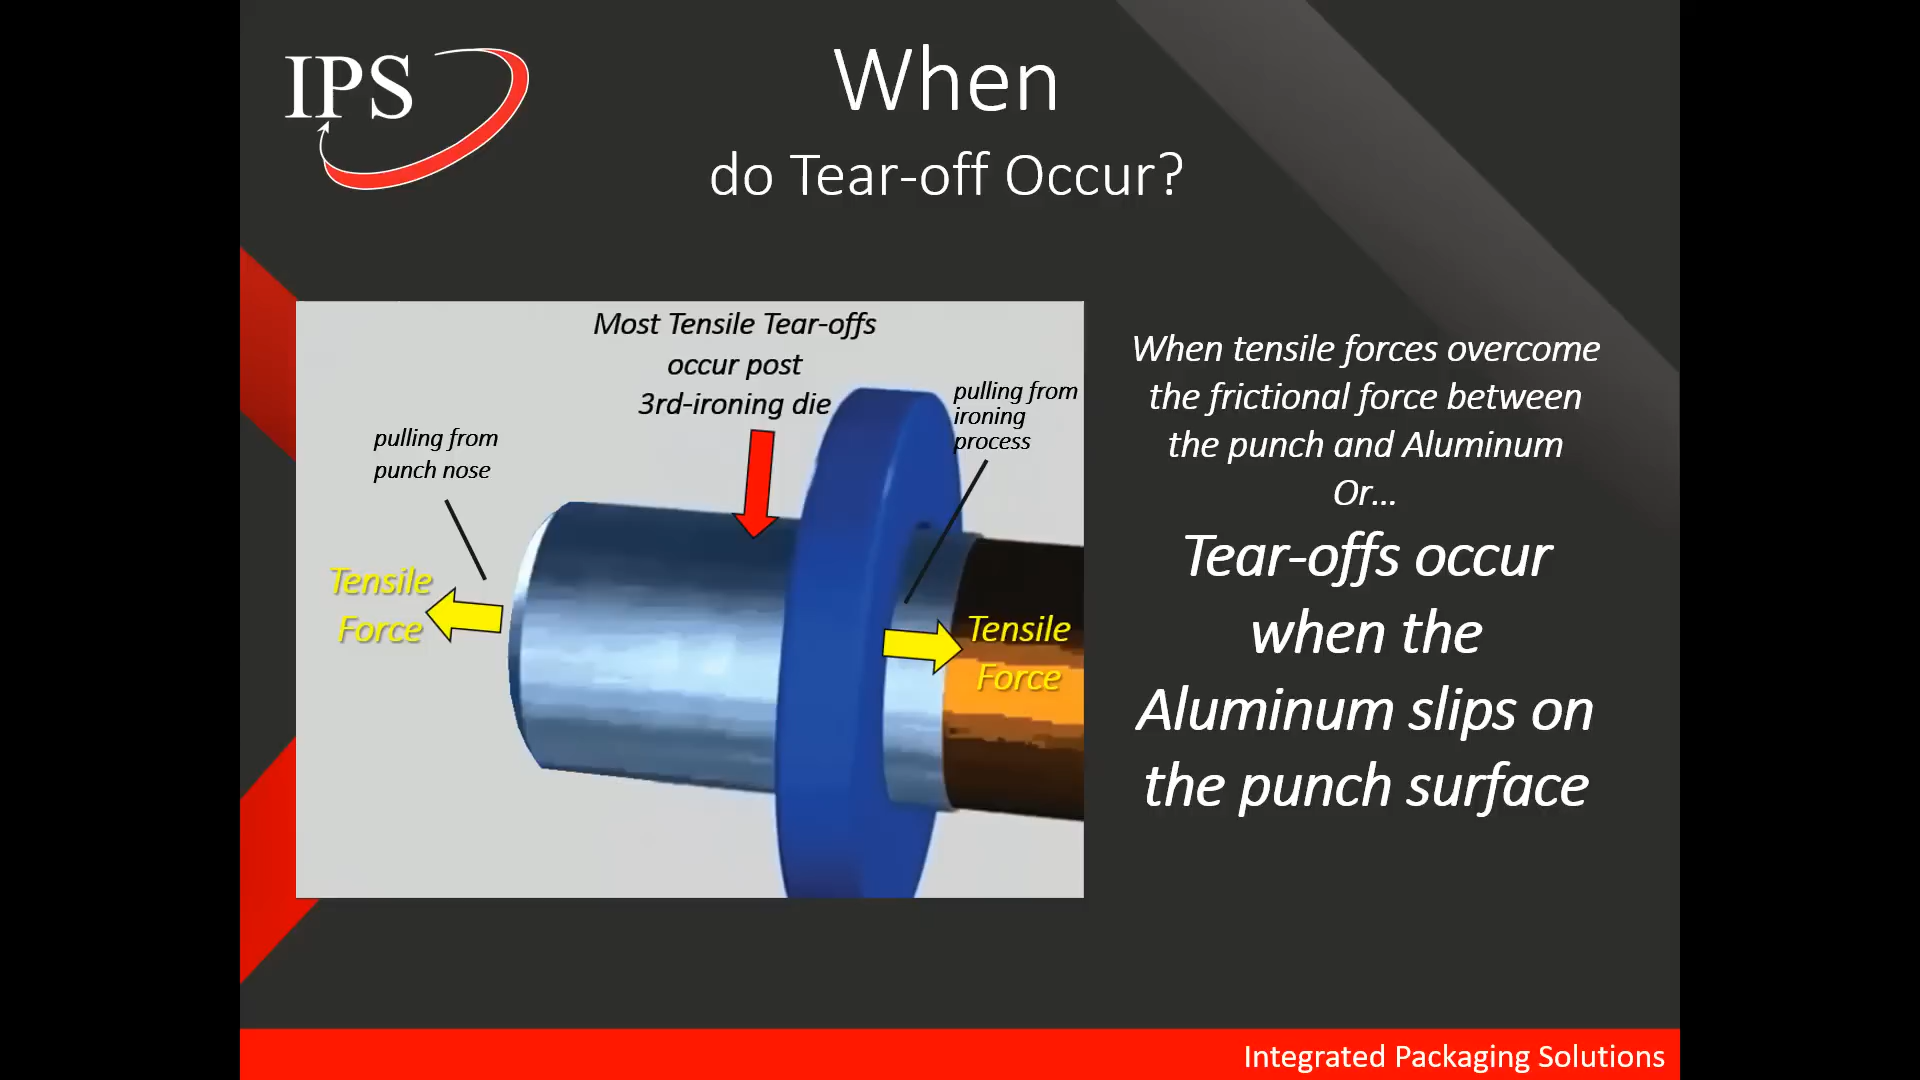 IPS
When
do Tear-off Occur?
Most Tensile Tear-offs
occur post
3rd-ironing die
pulling from
ironing
process
pulling from
punch nose
Tensile
Force
Tensile
Force
When tensile forces overcome
the frictional force between
the punch and Aluminum
Or...
Tear-offs occur
when the
Aluminum slips on
the punch surface
Integrated Packaging Solutions